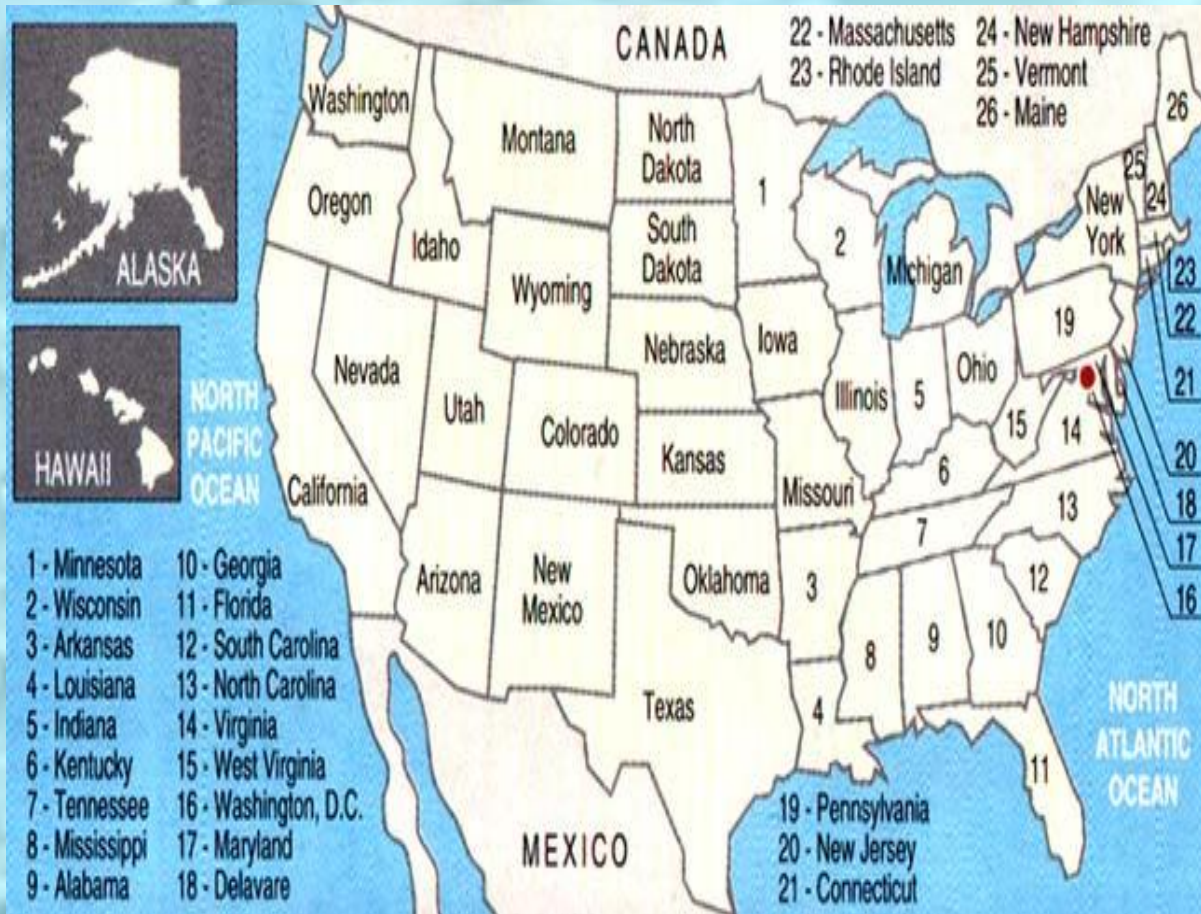 CANADA
22 - Massachusetts
23 - Rhode Island
24 - New Hampshire
25 - Vermont
26 - Maine
ALASKA
HAWAII
NORTH
PACIFIC
OCEAN
Washington
Oregon
Idaho
Montana
North
Dakota
South
Dakota
Wyoming
Nebraska
Nevada
Utah
Colorado
Kansas
California
Arizona
New
Mexico
Oklahoma
Texas
Iowa
Missouri
Illinois
Michigan
Ohio
New
York
1
2
3
4
5
6
7
8
9
10
11
12
13
14
15
19
24
25
26
23
22
21
20
18
17
16
NORTH
ATLANTIC
OCEAN
MEXICO
1 - Minnesota
2 - Wisconsin
3 - Arkansas
4 - Louisiana
5 - Indiana
6 - Kentucky
7 - Tennessee
8 - Mississippi
9 - Alabama
10 - Georgia
11 - Florida
12 - South Carolina
13 - North Carolina
14 - Virginia
15 - West Virginia
16 - Washington, D.C.
17 - Maryland
18 - Delavare
19 - Pennsylvania
20 - New Jersey
21 - Connecticut